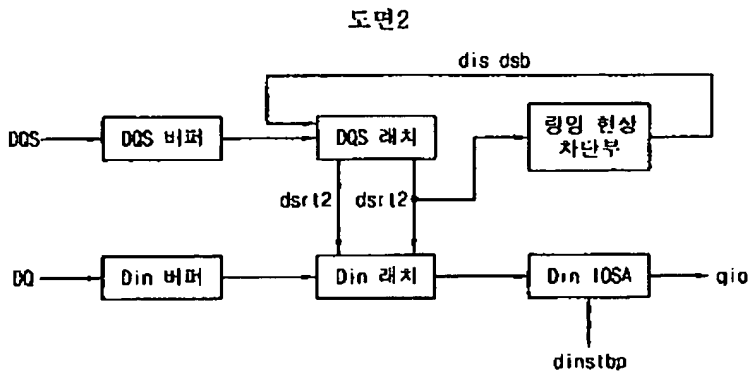 도면2
dis dsb
DQS
DQS 버퍼
DQS 래치
링잉 현상
차단부
dsrt2
dsrt2
DQ
Din 버퍼
Din 래치
Din IOSA
gio
dinstbp